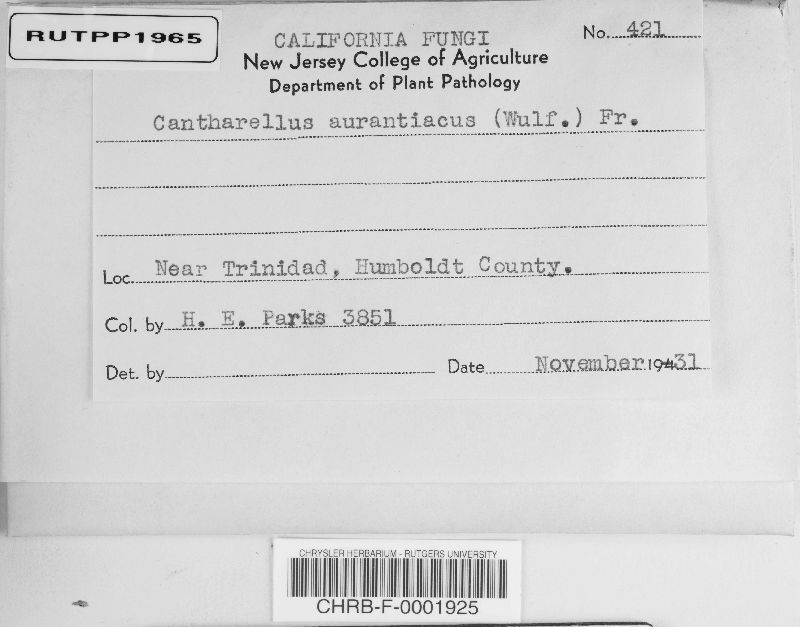 RUTPP1965
CALIFORNIA FUNGI
No. 421
New Jersey College of Agriculture
Department of Plant Pathology
Cantharellus aurantiacus (Wulf.) Fr.
Loc. Near Trinidad, Humboldt County.
Col. by H. E. Parks 3851
Det. by
Date November 19431
CHRYSLER HERBARIUM - RUTGERS UNIVERSITY
CHRB-F-0001925